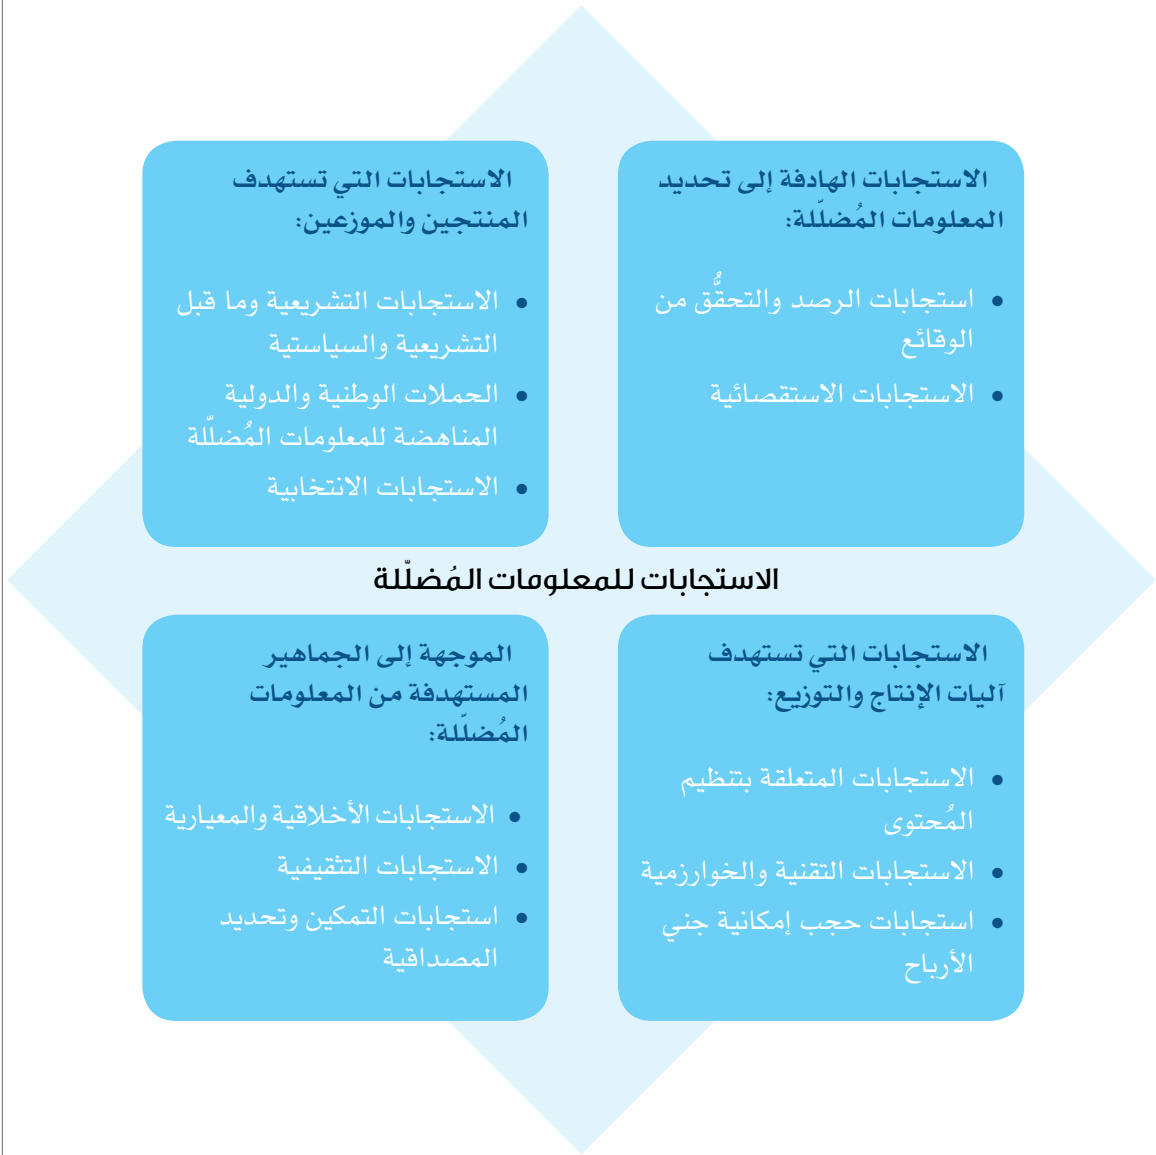 الاستجابات الهادفة إلى تحديد
المعلومات المُضلّلة:
• استجابات الرصد والتحقُّق من
الوقائع
• الاستجابات الاستقصائية
الاستجابات التي تستهدف
المنتجين والموزعين:
• الاستجابات التشريعية وما قبل
التشريعية والسياستية
• الحملات الوطنية والدولية
المناهضة للمعلومات المُضلّلة
• الاستجابات الانتخابية
الاستجابات للمعلومات المُضلّلة
الاستجابات التي تستهدف
آليات الإنتاج والتوزيع:
• الاستجابات المتعلقة بتنظيم
المُحتوى
• الاستجابات التقنية والخوارزمية
• استجابات حجب إمكانية جني
الأرباح
الموجهة إلى الجماهير
المستهدفة من المعلومات
المُضلّلة:
• الاستجابات الأخلاقية والمعيارية
• الاستجابات التثقيفية
• استجابات التمكين وتحديد
المصداقية